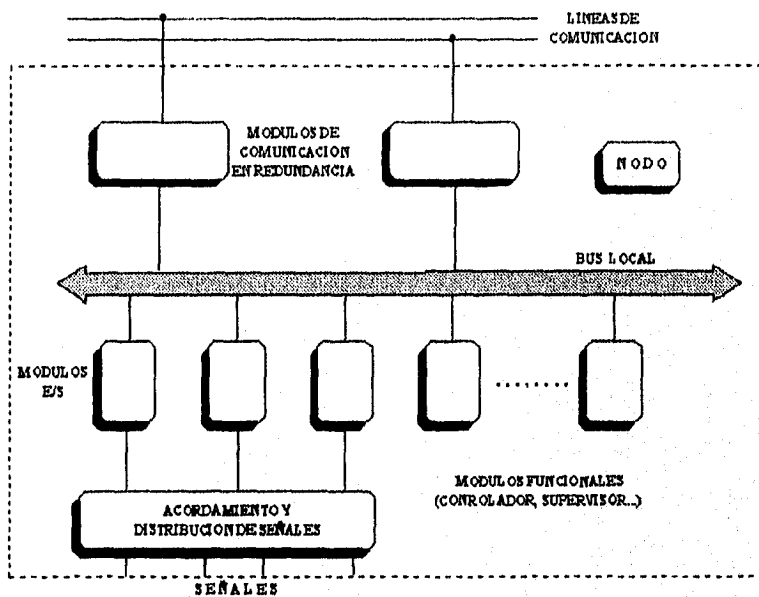 LINEAS DE
COMUNICACION
MODULOS DE
COMUNICACION
EN REDUNDANCIA
NODO
BUS LOCAL
MODULOS
E/S
MODULOS FUNCIONALES
(CONROLADOR, SUPERVISOR...)
ACORDAMIENTO Y
DISTRIBUCION DE SEÑALES
SEÑALES